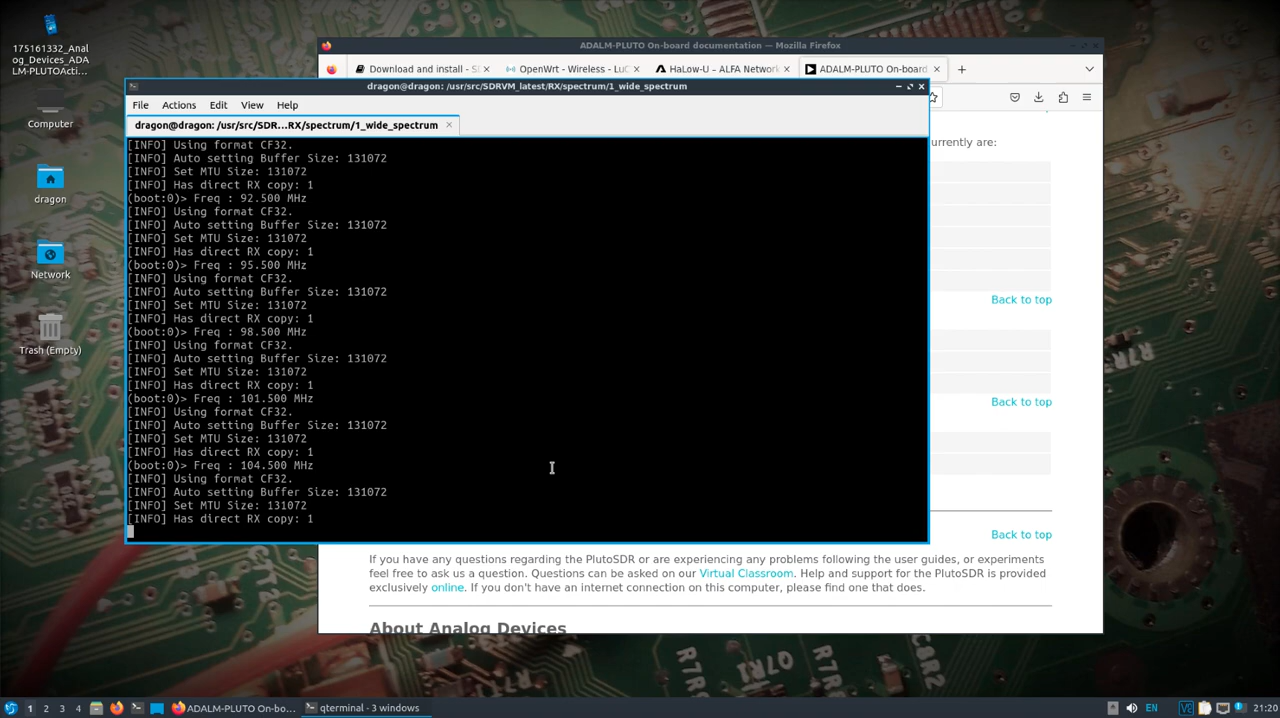 175161332_Anal
og_Devices_ADA
LM-PLUTOActi...
Computer
dragon
Network
Trash (Empty)
ADALM-PLUTO On-board documentation — Mozilla Firefox
Download and install - S
OpenWrt - Wireless - LuC
HaLow-U – ALFA Network
ADALM-PLUTO On-board
dragon@dragon: /usr/src/SDRVM_latest/RX/spectrum/1_wide_spectrum
File Actions Edit View Help
dragon@dragon: /usr/src/SDR...RX/spectrum/1_wide_spectrum
[INFO] Using format CF32.
[INFO] Auto setting Buffer Size: 131072
[INFO] Set MTU Size: 131072
[INFO] Has direct RX copy: 1
(boot:0)> Freq : 92.500 MHz
[INFO] Using format CF32.
[INFO] Auto setting Buffer Size: 131072
[INFO] Set MTU Size: 131072
[INFO] Has direct RX copy: 1
(boot:0)> Freq : 95.500 MHz
[INFO] Using format CF32.
[INFO] Auto setting Buffer Size: 131072
[INFO] Set MTU Size: 131072
[INFO] Has direct RX copy: 1
(boot:0)> Freq : 98.500 MHz
[INFO] Using format CF32.
[INFO] Auto setting Buffer Size: 131072
[INFO] Set MTU Size: 131072
[INFO] Has direct RX copy: 1
(boot:0)> Freq : 101.500 MHz
[INFO] Using format CF32.
[INFO] Auto setting Buffer Size: 131072
[INFO] Set MTU Size: 131072
[INFO] Has direct RX copy: 1
(boot:0)> Freq : 104.500 MHz
[INFO] Using format CF32.
[INFO] Auto setting Buffer Size: 131072
[INFO] Set MTU Size: 131072
[INFO] Has direct RX copy: 1
urrently are:
Back to top
Back to top
Back to top
If you have any questions regarding the PlutoSDR or are experiencing any problems following the user guides, or experiments
feel free to ask us a question. Questions can be asked on our Virtual Classroom. Help and support for the PlutoSDR is provided
exclusively online. If you don't have an internet connection on this computer, please find one that does.
About Analog Devices
R7R
R7R
1 2 3 4
ADALM-PLUTO On-bo...
qterminal - 3 windows
EN
21:20